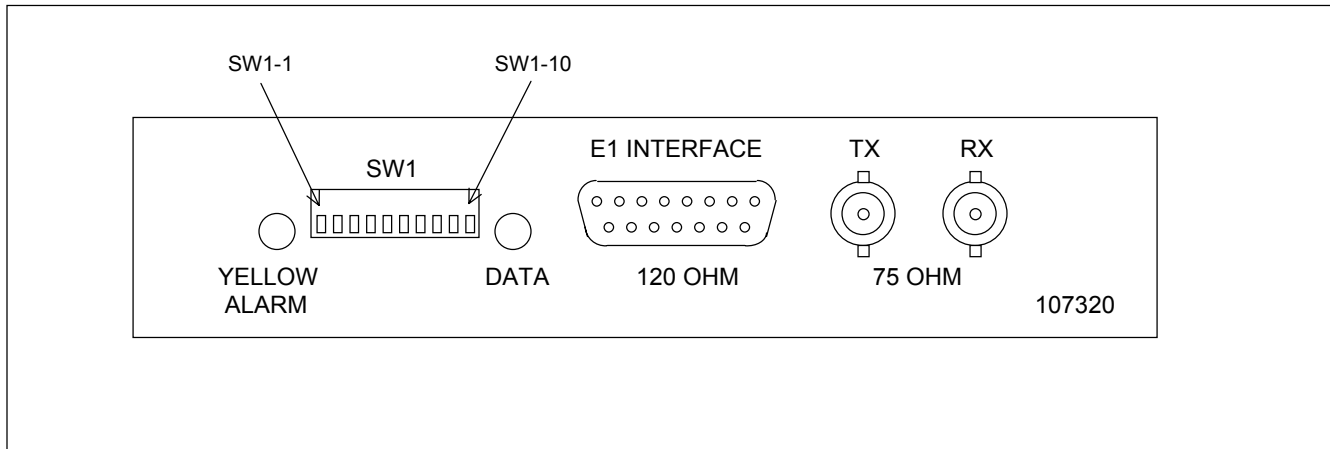 SW1-1
SW1-10
SW1
E1 INTERFACE
TX
RX
YELLOW
ALARM
DATA
120 OHM
75 OHM
107320